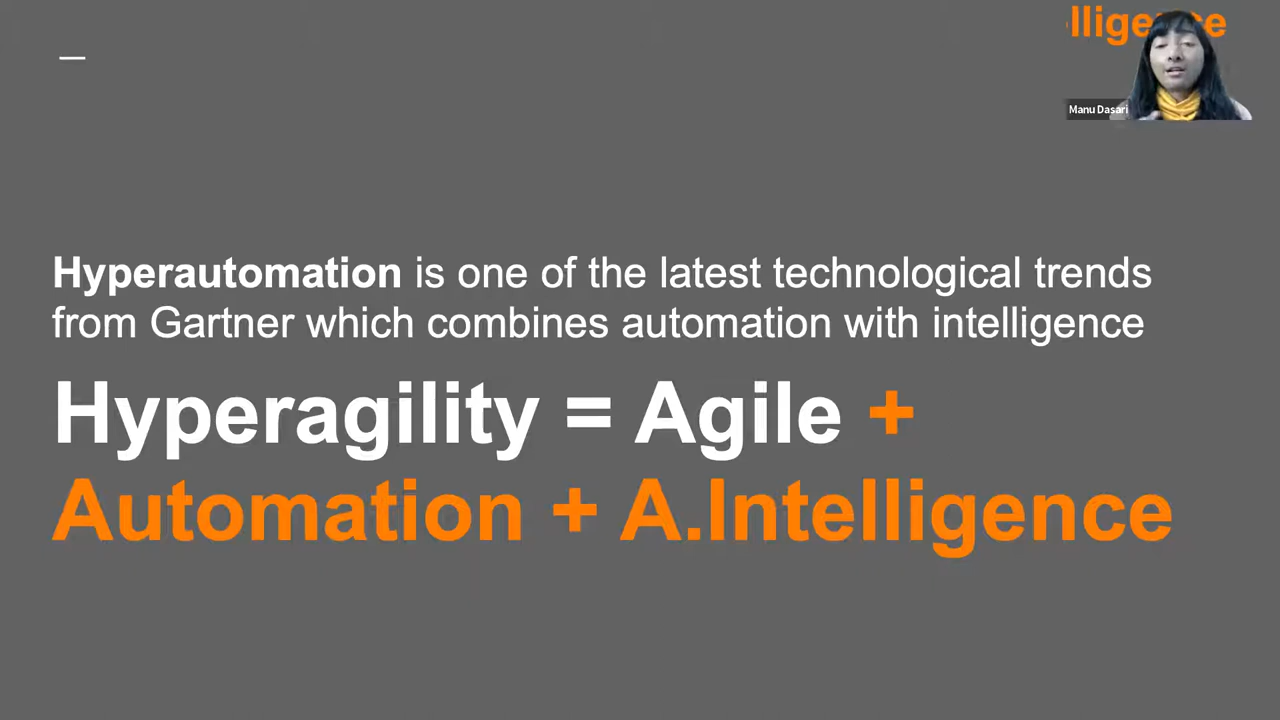 lligence
Manu Dasari
Hyperautomation is one of the latest technological trends
from Gartner which combines automation with intelligence
Hyperagility = Agile +
Automation + A.Intelligence